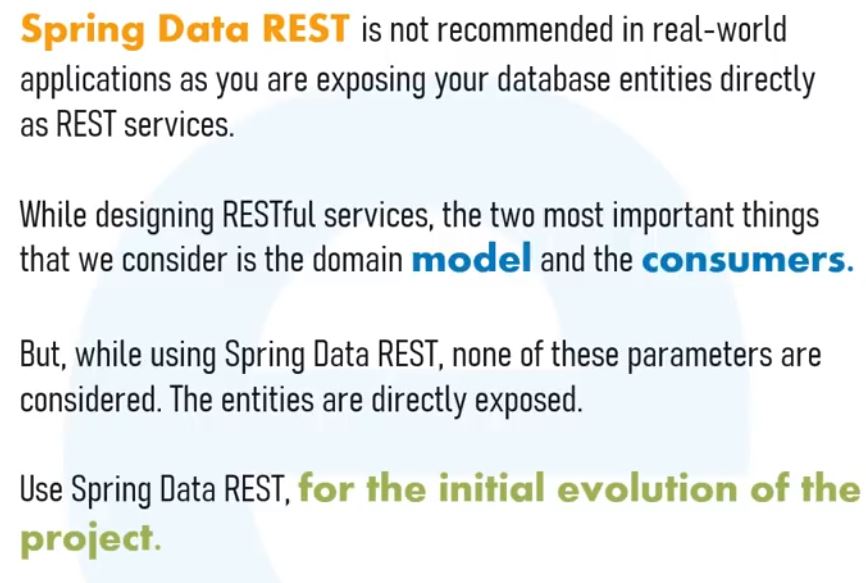 Spring Data REST is not recommended in real-world
applications as you are exposing your database entities directly
as REST services.
While designing RESTful services, the two most important things
that we consider is the domain model and the consumers.
But, while using Spring Data REST, none of these parameters are
considered. The entities are directly exposed.
Use Spring Data REST, for the initial evolution of the
project.